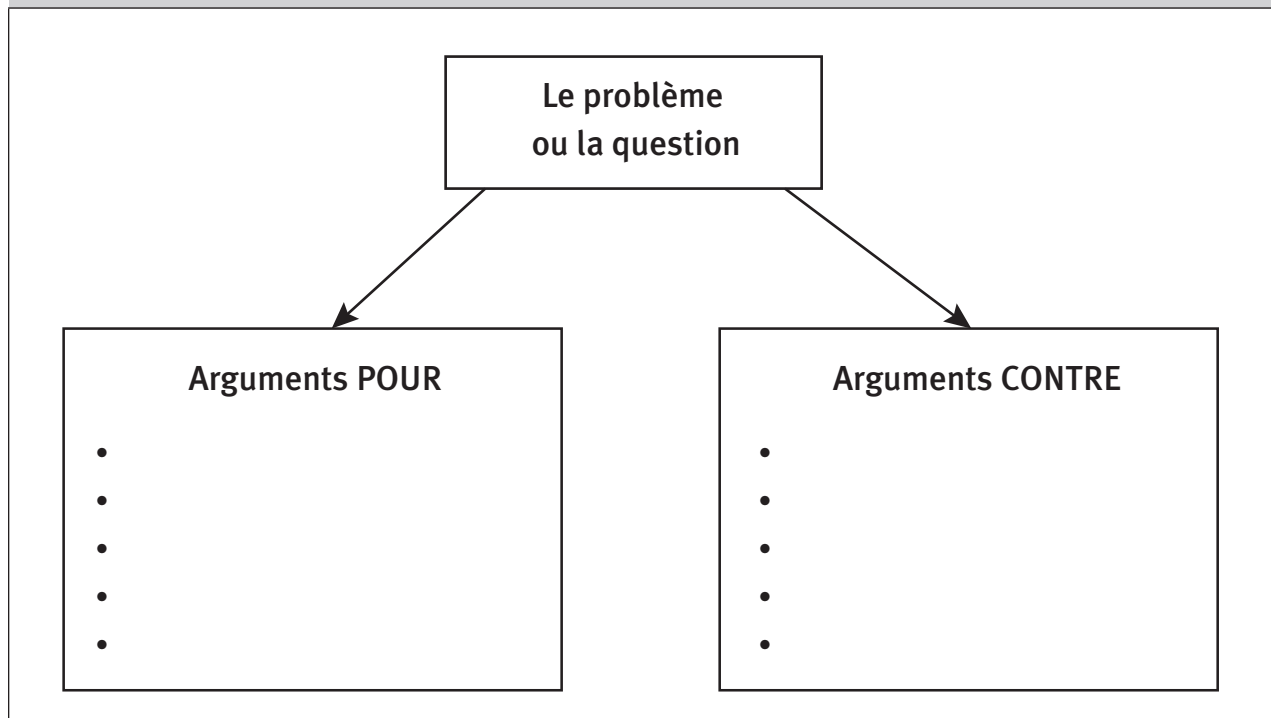 Le problème
ou la question
Arguments POUR
•
•
•
•
•
Arguments CONTRE
•
•
•
•
•